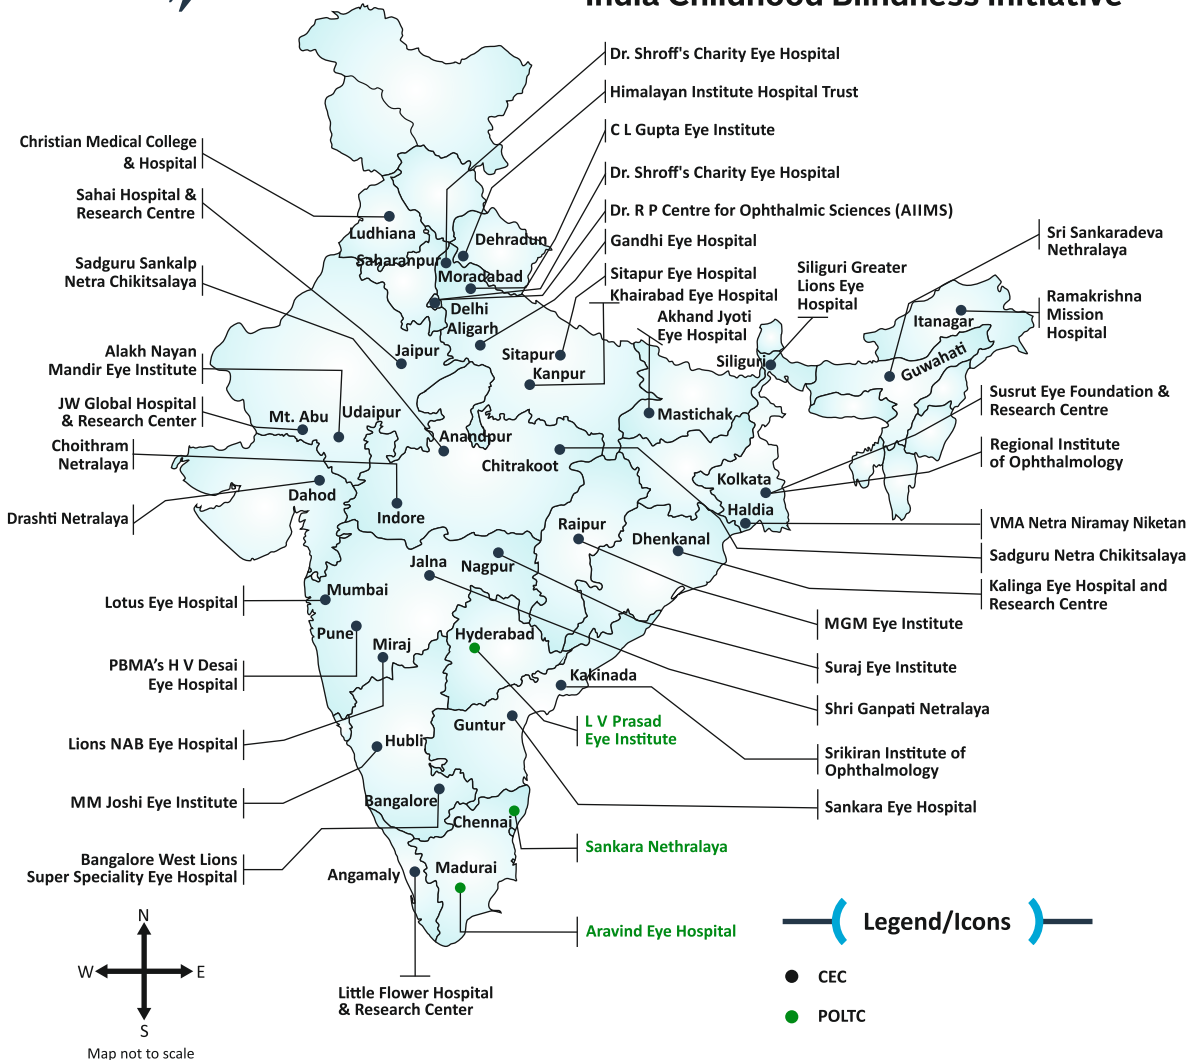 India Childhood Blindness Initiative
Dr. Shroff's Charity Eye Hospital
Himalayan Institute Hospital Trust
C L Gupta Eye Institute
Dr. Shroff's Charity Eye Hospital
Dr. R P Centre for Ophthalmic Sciences (AIIMS)
Gandhi Eye Hospital
Sitapur Eye Hospital
Khairabad Eye Hospital
Akhand Jyoti
Eye Hospital
Siliguri Greater
Lions Eye
Hospital
Sri Sankaradeva
Nethralaya
Ramakrishna
Mission
Hospital
Susrut Eye Foundation &
Research Centre
Regional Institute
of Ophthalmology
VMA Netra Niramay Niketan
Sadguru Netra Chikitsalaya
Kalinga Eye Hospital and
Research Centre
MGM Eye Institute
Suraj Eye Institute
Shri Ganpati Netralaya
Srikiran Institute of
Ophthalmology
Sankara Eye Hospital
L V Prasad
Eye Institute
Sankara Nethralaya
Aravind Eye Hospital
Christian Medical College
& Hospital
Sahai Hospital &
Research Centre
Sadguru Sankalp
Netra Chikitsalaya
Alakh Nayan
Mandir Eye Institute
JW Global Hospital
& Research Center
Choithram
Netralaya
Drashti Netralaya
Lotus Eye Hospital
PBMA's H V Desai
Eye Hospital
Lions NAB Eye Hospital
MM Joshi Eye Institute
Bangalore West Lions
Super Speciality Eye Hospital
Little Flower Hospital
& Research Center
Ludhiana
Saharanpur
Dehradun
Moradabad
Delhi
Aligarh
Jaipur
Sitapur
Kanpur
Siliguri
Itanagar
Guwahati
Mt. Abu
Udaipur
Anandpur
Chitrakoot
Mastichak
Dahod
Indore
Kolkata
Haldia
Raipur
Dhenkanal
Jalna
Nagpur
Mumbai
Pune
Miraj
Hyderabad
Kakinada
Guntur
Hubli
Bangalore
Chennai
Angamaly
Madurai
N
W
E
S
Map not to scale
Legend/Icons
CEC
POLTC